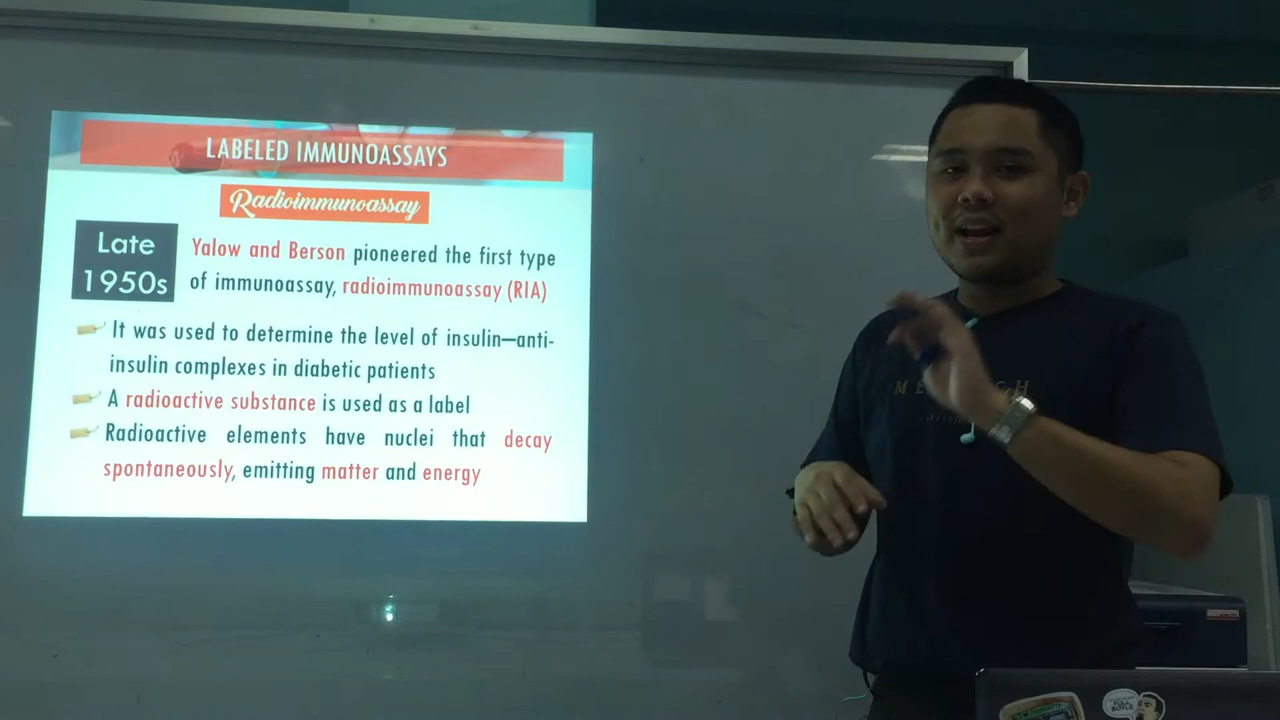 LABELED IMMUNOASSAYS
Radioimmunoassay
Late
1950s
Yalow and Berson pioneered the first type
of immunoassay, radioimmunoassay (RIA)
It was used to determine the level of insulin—anti-
insulin complexes in diabetic patients
A radioactive substance is used as a label
Radioactive elements have nuclei that decay
spontaneously, emitting matter and energy